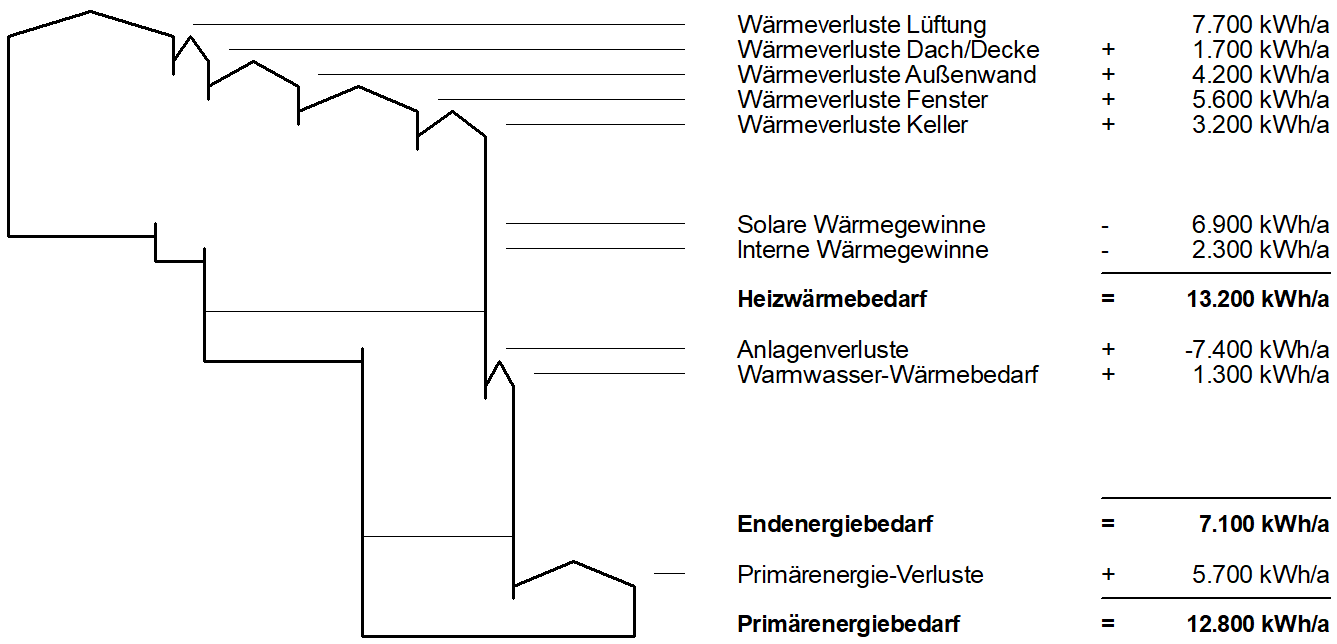 Wärmeverluste Lüftung 7.700 kWh/a
Wärmeverluste Dach/Decke + 1.700 kWh/a
Wärmeverluste Außenwand + 4.200 kWh/a
Wärmeverluste Fenster + 5.600 kWh/a
Wärmeverluste Keller + 3.200 kWh/a
Solare Wärmegewinne - 6.900 kWh/a
Interne Wärmegewinne - 2.300 kWh/a
Heizwärmebedarf = 13.200 kWh/a
Anlagenverluste + -7.400 kWh/a
Warmwasser-Wärmebedarf + 1.300 kWh/a
Endenergiebedarf = 7.100 kWh/a
Primärenergie-Verluste + 5.700 kWh/a
Primärenergiebedarf = 12.800 kWh/a